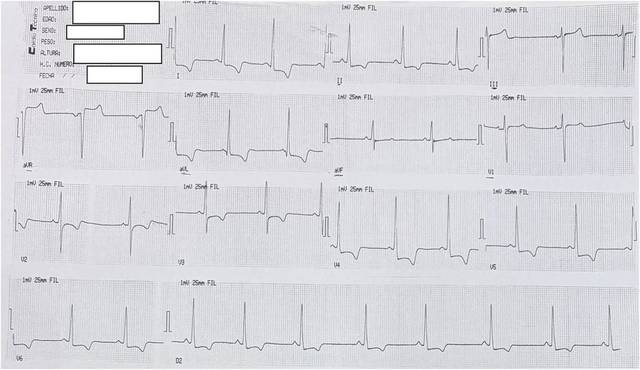 APELLIDO:
EDAD:
SEXO:
PESO:
ALTURA:
H.C. NUMERO:
FECHA / /
1mV 25mm FIL
1mV 25mm FIL
1mV 25mm FIL
I
II
III
1mV 25mm FIL
1mV 25mm FIL
1mV 25mm FIL
1mV 25mm FIL
aVR
aVL
aVF
V1
1mV 25mm FIL
1mV 25mm FIL
1mV 25mm FIL
1mV 25mm FIL
V2
V3
V4
V5
1mV 25mm FIL
1mV 25mm FIL
V6
D2